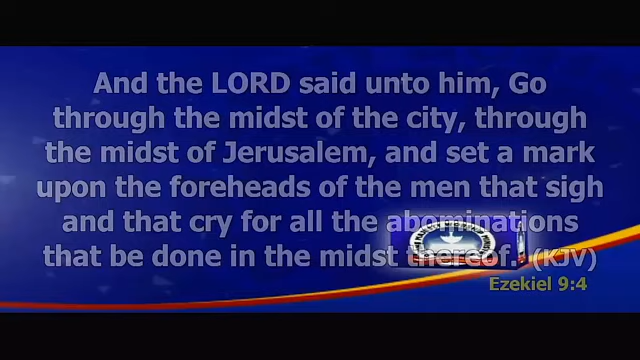 And the LORD said unto him, Go
through the midst of the city, through
the midst of Jerusalem, and set a mark
upon the foreheads of the men that sigh
and that cry for all the abominations
that be done in the midst thereof. (KJV)
Ezekiel 9:4